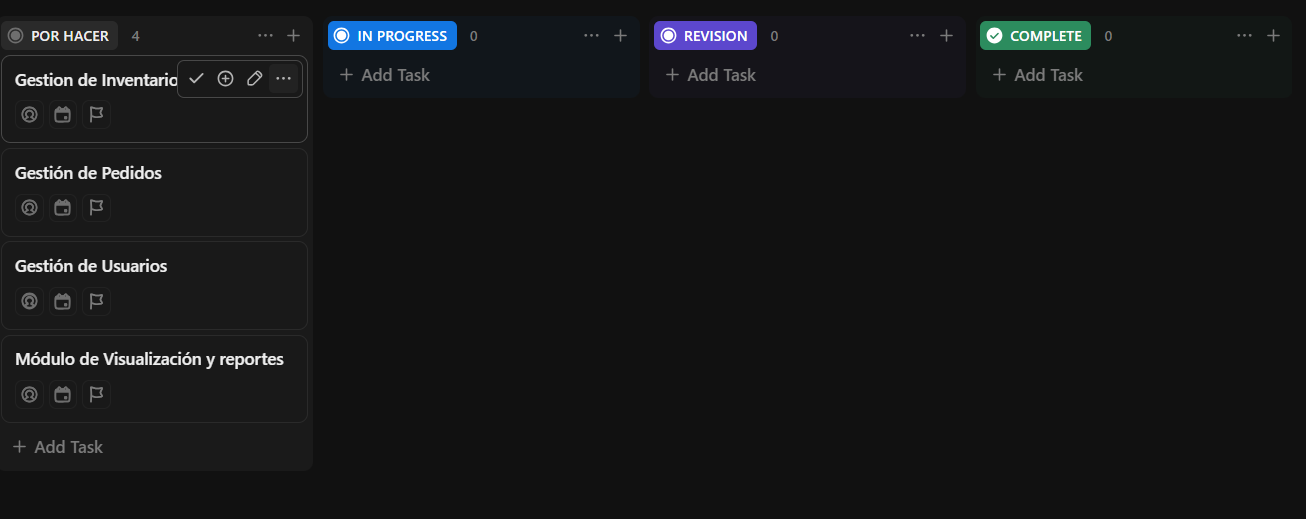 POR HACER 4
Gestion de Inventario
Gestión de Pedidos
Gestión de Usuarios
Módulo de Visualización y reportes
+ Add Task
IN PROGRESS 0
+ Add Task
REVISION 0
+ Add Task
COMPLETE 0
+ Add Task